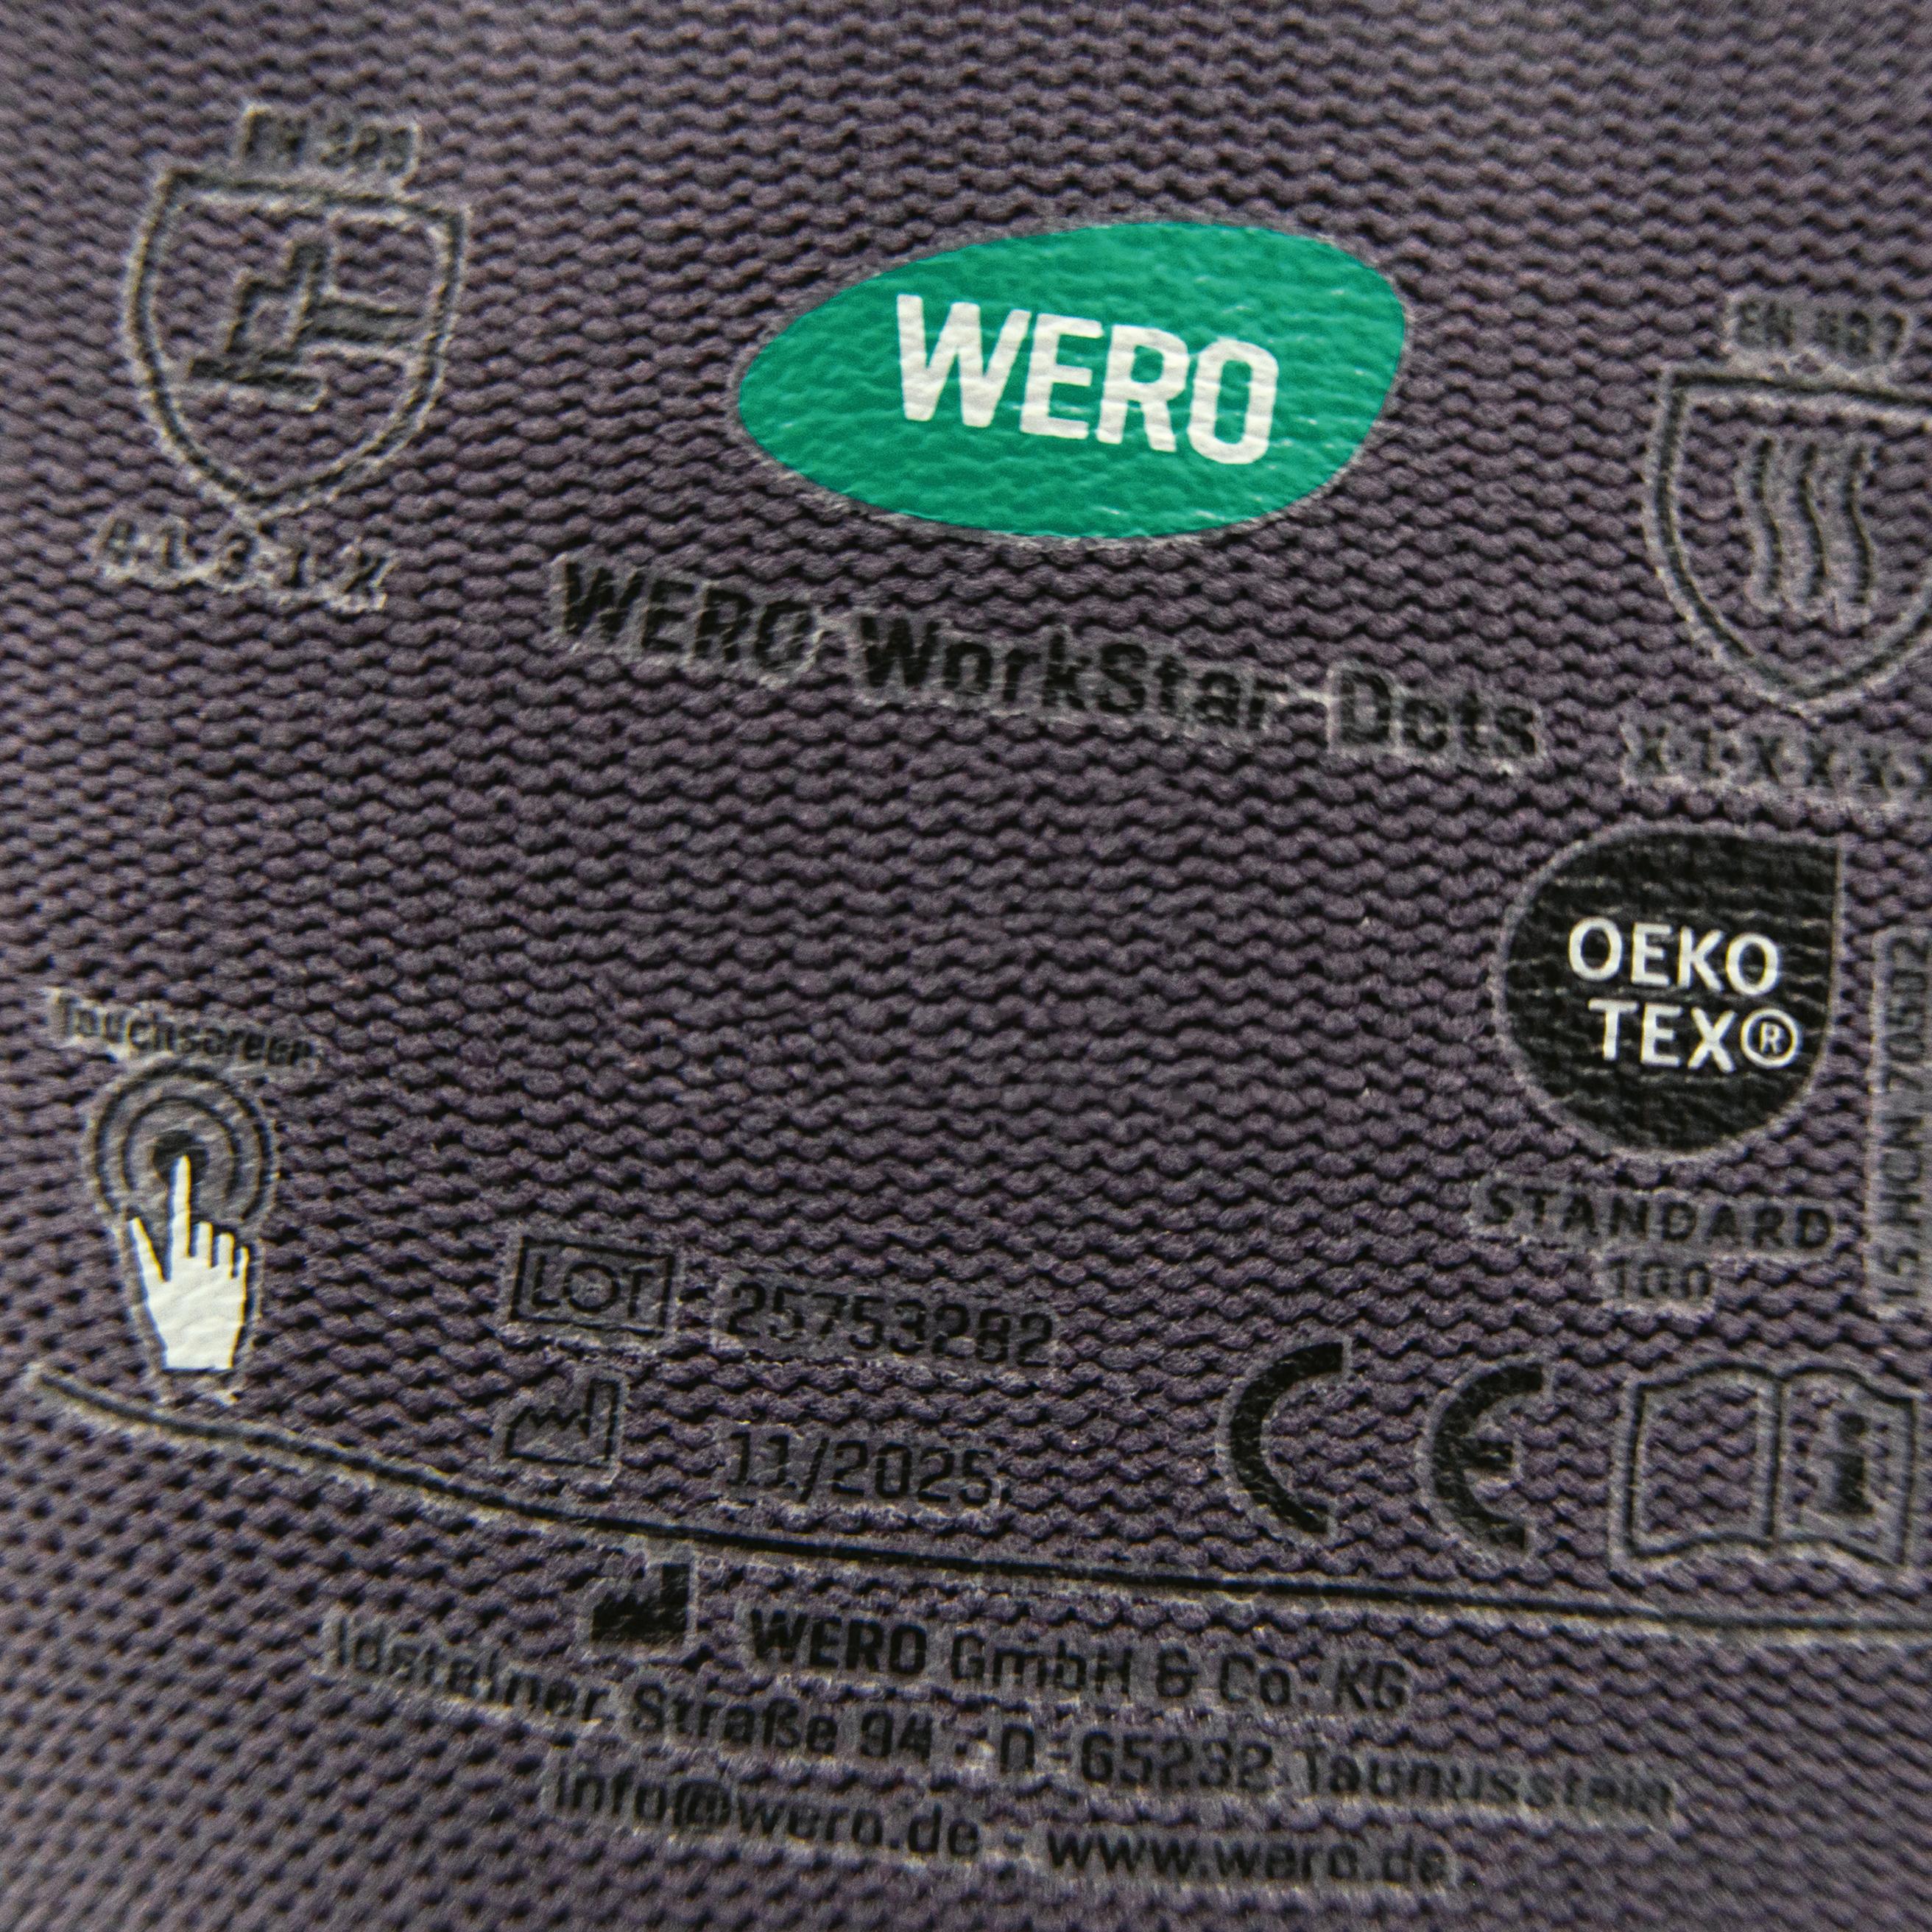 EN 388
WERO
EN 407
4.1.3.1.X
WERO WorkStar-Dots
X.1.X.X.X.X
OEKO
TEX®
Touchscreen
STANDARD
100
LOT 25753282
11/2025
CE
WERO GmbH & Co. KG
Idsteiner Straße 94 - D-65232 Taunusstein
info@wero.de - www.wero.de